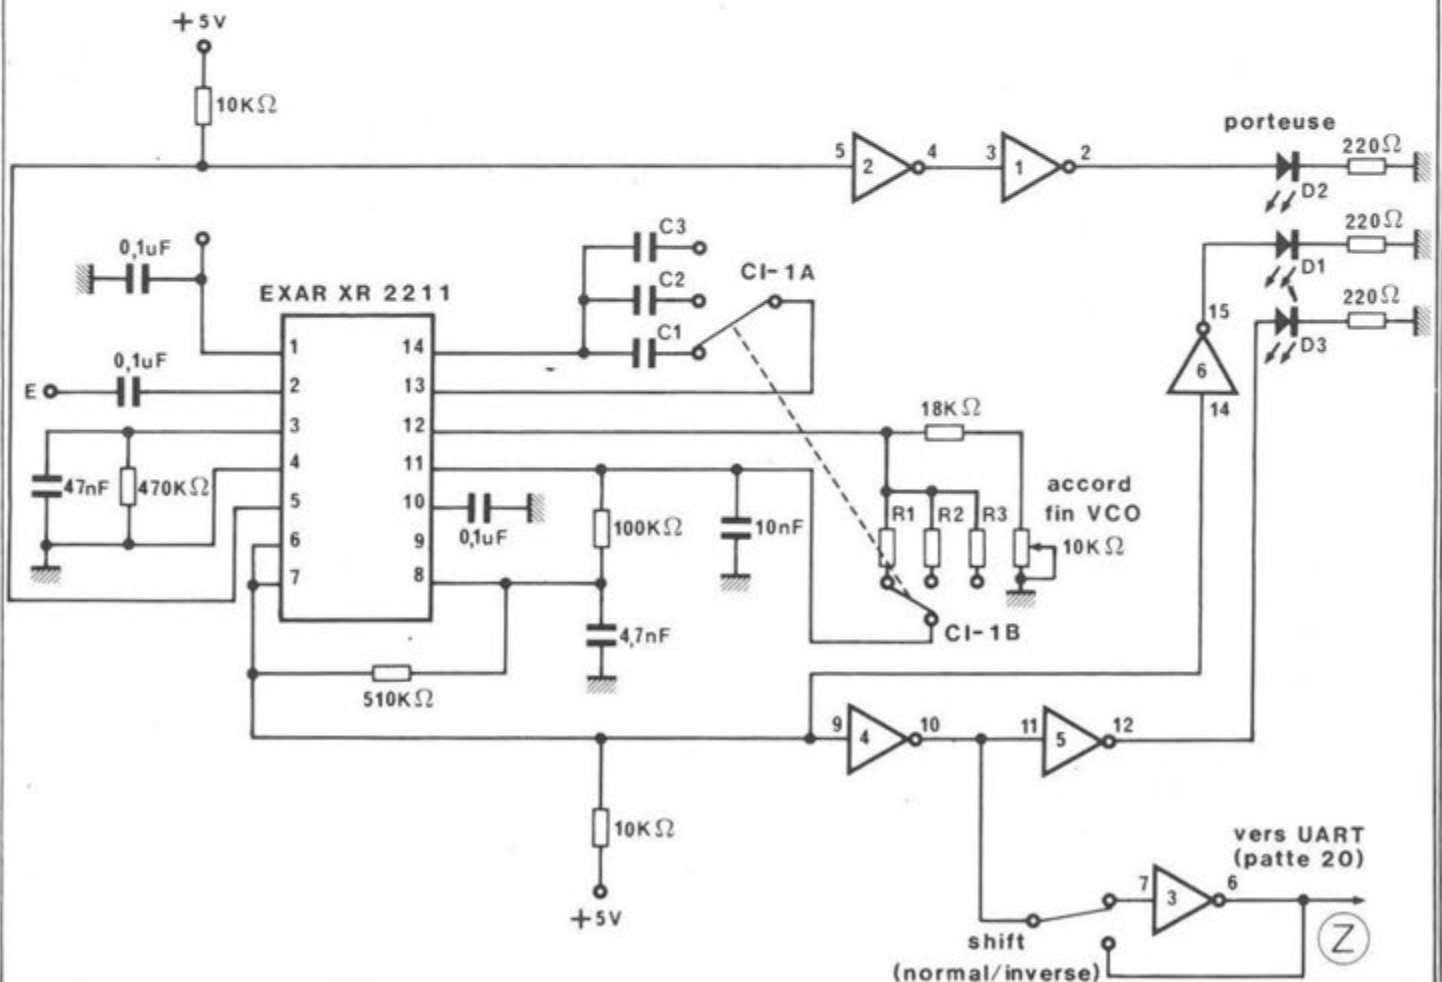 +5V
10KΩ
5
2
4
3
1
2
porteuse
220Ω
D2
0,1uF
C3
C2
C1
CI-1A
220Ω
D1
220Ω
D3
EXAR XR 2211
1
14
2
13
3
12
4
11
5
10
6
9
7
8
0,1uF
E
15
6
14
18KΩ
47nF
470KΩ
0,1uF
100KΩ
10nF
R1
R2
R3
accord
fin VCO
10KΩ
4,7nF
CI-1B
510KΩ
9
4
10
11
5
12
10KΩ
+5V
vers UART
(patte 20)
7
3
6
shift
(normal/inverse)
Z